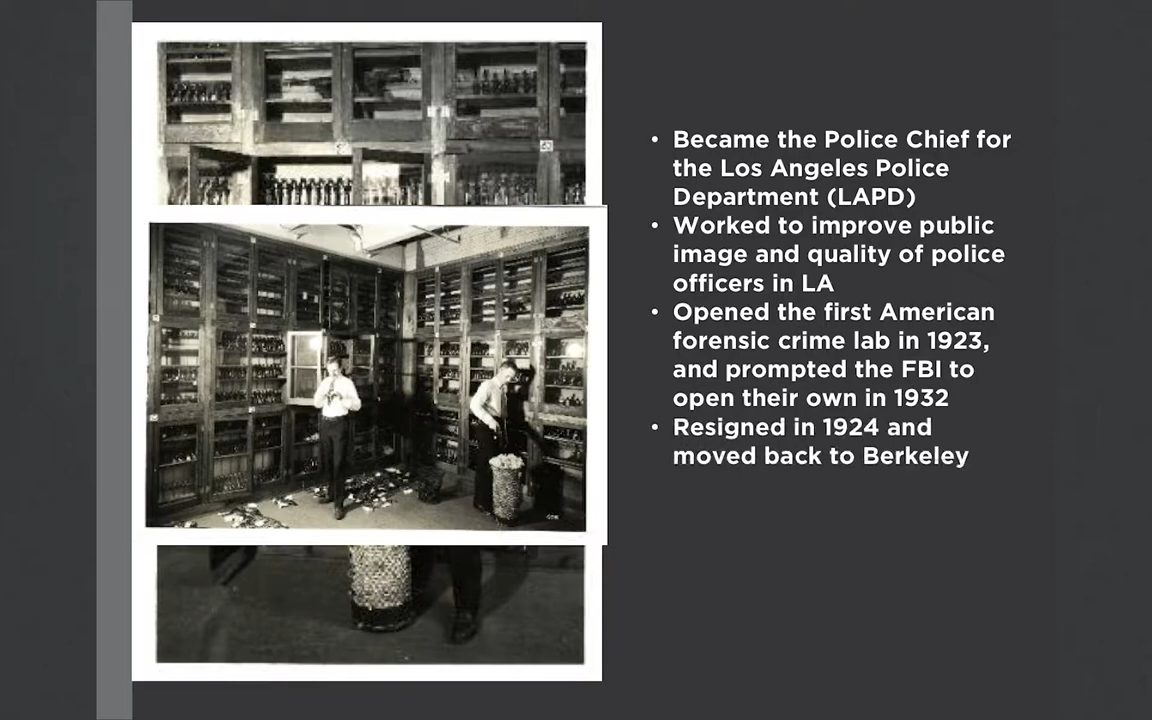 • Became the Police Chief for
the Los Angeles Police
Department (LAPD)
• Worked to improve public
image and quality of police
officers in LA
• Opened the first American
forensic crime lab in 1923,
and prompted the FBI to
open their own in 1932
• Resigned in 1924 and
moved back to Berkeley